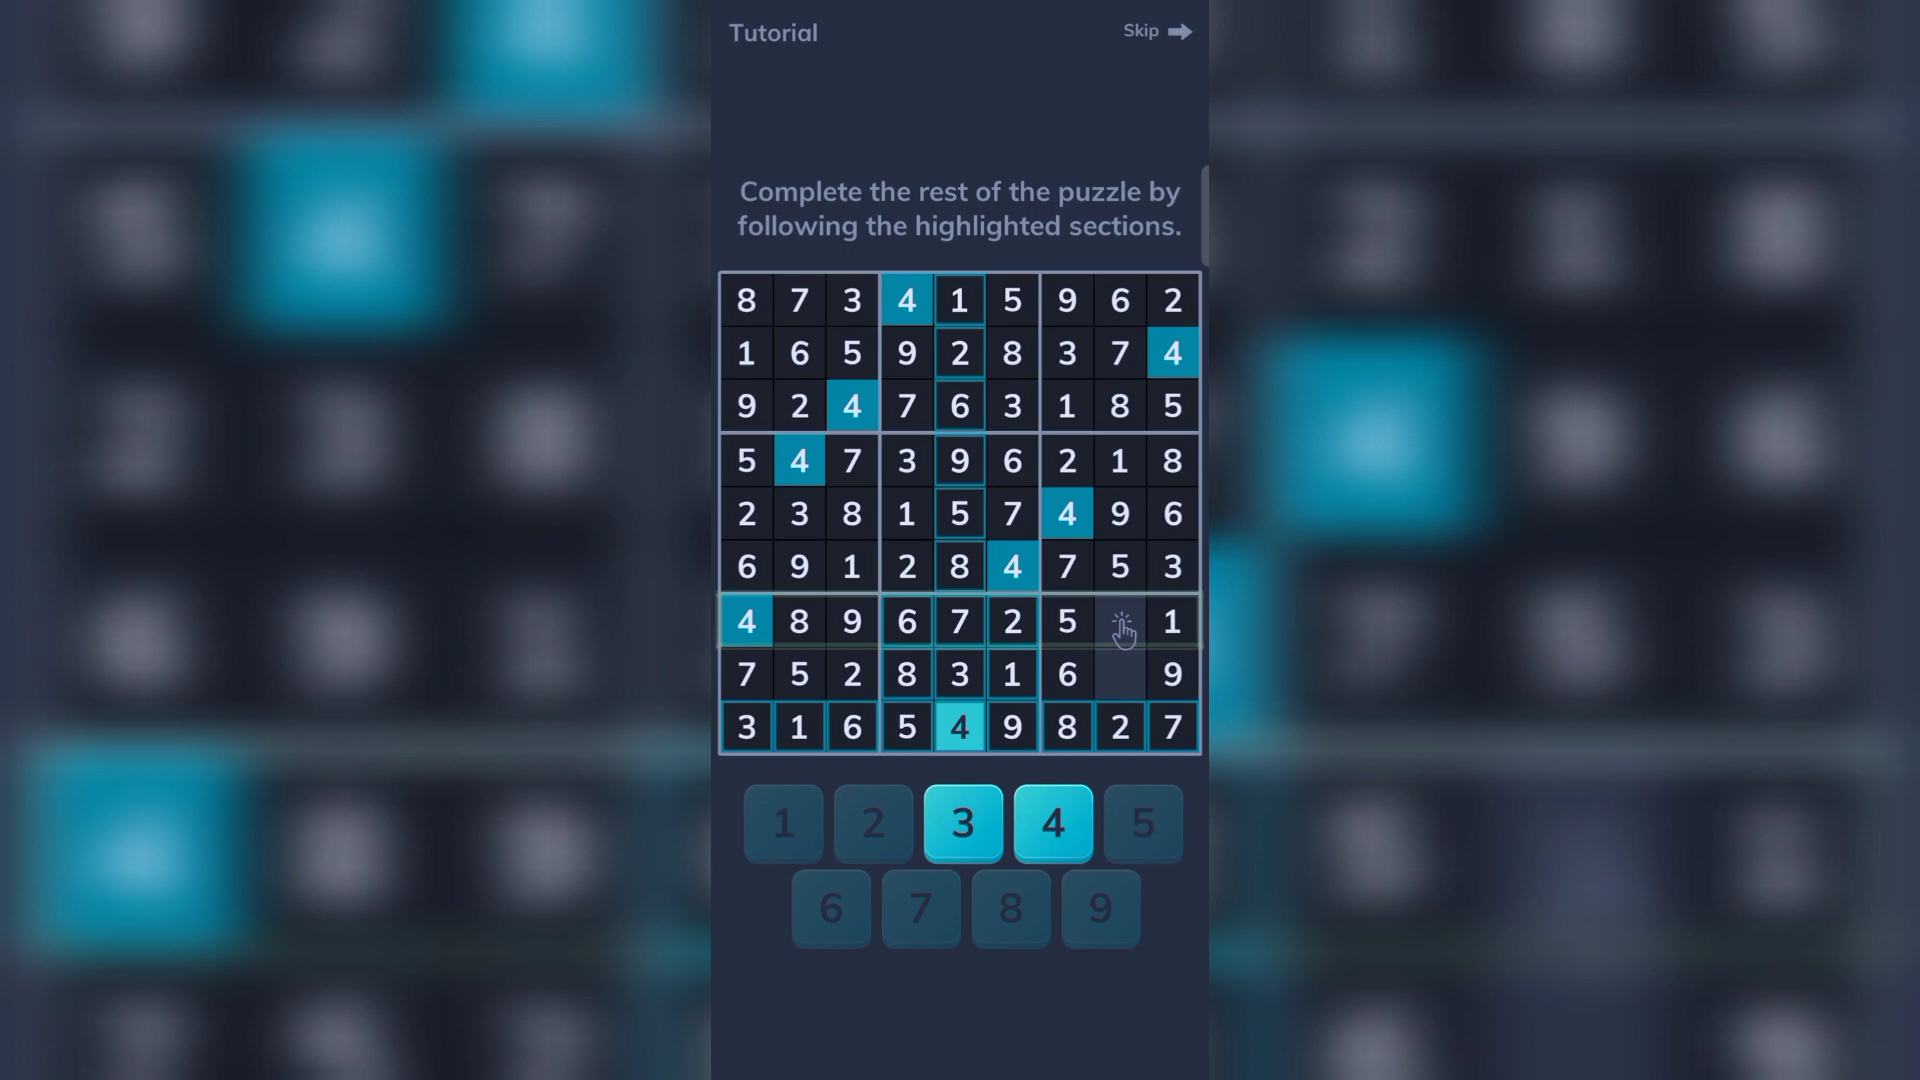 Tutorial
Skip
Complete the rest of the puzzle by
following the highlighted sections.
8 7 3 4 1 5 9 6 2
1 6 5 9 2 8 3 7 4
9 2 4 7 6 3 1 8 5
5 4 7 3 9 6 2 1 8
2 3 8 1 5 7 4 9 6
6 9 1 2 8 4 7 5 3
4 8 9 6 7 2 5 1
7 5 2 8 3 1 6 9
3 1 6 5 4 9 8 2 7
1 2 3 4 5
6 7 8 9